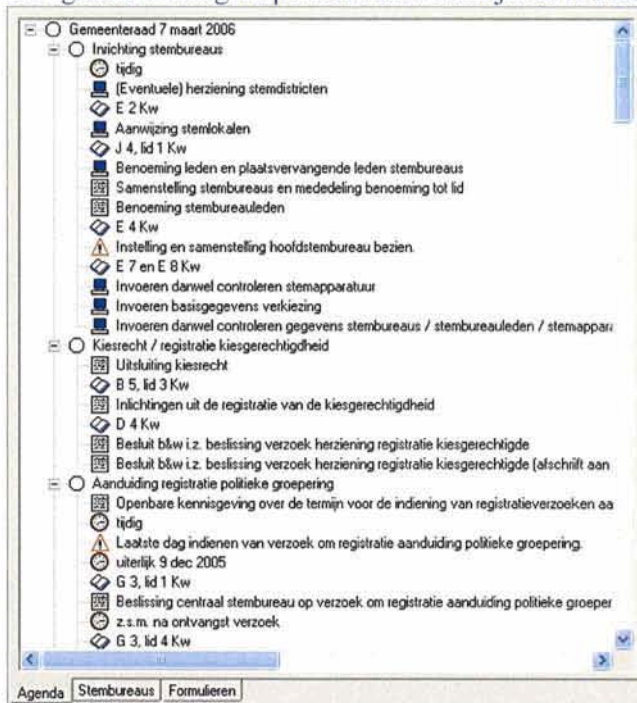 Gemeenteraad 7 maart 2006
Inrichting stembureaus
tijdig
(Eventuele) herziening stemdistricten
E 2 Kw
Aanwijzing stemlokalen
J 4, lid 1 Kw
Benoeming leden en plaatsvervangende leden stembureaus
Samenstelling stembureaus en mededeling benoeming tot lid
Benoeming stembureauleden
E 4 Kw
Instelling en samenstelling hoofdstembureau bezien.
E 7 en E 8 Kw
Invoeren danwel controleren stemapparatuur
Invoeren basisgegevens verkiezing
Invoeren danwel controleren gegevens stembureaus / stembureauleden / stemappara
Kiesrecht / registratie kiesgerechtigdheid
Uitsluiting kiesrecht
B 5, lid 3 Kw
Inlichtingen uit de registratie van de kiesgerechtigdheid
D 4 Kw
Besluit b&w i.z. beslissing verzoek herziening registratie kiesgerechtigde
Besluit b&w i.z. beslissing verzoek herziening registratie kiesgerechtigde (afschrift aan
Aanduiding registratie politieke groepering
Openbare kennisgeving over de termijn voor de indiening van registratieverzoeken aa
tijdig
Laatste dag indienen van verzoek om registratie aanduiding politieke groepering.
uiterlijk 9 dec 2005
G 3, lid 1 Kw
Beslissing centraal stembureau op verzoek om registratie aanduiding politieke groeper
z.s.m. na ontvangst verzoek
G 3, lid 4 Kw
Agenda Stembureaus Formulieren